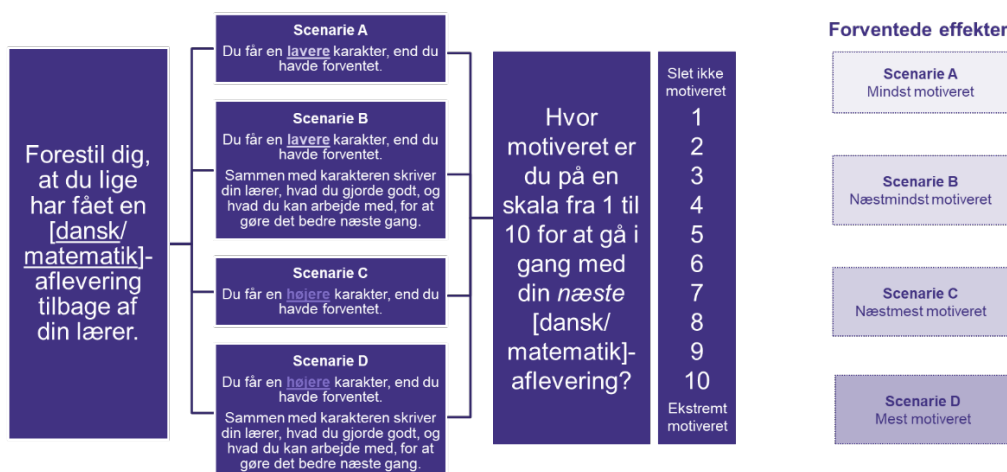 Forestil dig,
at du lige
har fået en
[dansk/
matematik]-
aflevering
tilbage af
din lærer.
Scenarie A
Du får en lavere karakter, end du
havde forventet.
Scenarie B
Du får en lavere karakter, end du
havde forventet.
Sammen med karakteren skriver
din lærer, hvad du gjorde godt, og
hvad du kan arbejde med, for at
gøre det bedre næste gang.
Scenarie C
Du får en højere karakter, end du
havde forventet.
Scenarie D
Du får en højere karakter, end du
havde forventet.
Sammen med karakteren skriver
din lærer, hvad du gjorde godt, og
hvad du kan arbejde med, for at
gøre det bedre næste gang.
Hvor
motiveret er
du på en
skala fra 1 til
10 for at gå i
gang med
din næste
[dansk/
matematik]-
aflevering?
Slet ikke
motiveret
1
2
3
4
5
6
7
8
9
10
Ekstremt
motiveret
Forventede effekter
Scenarie A
Mindst motiveret
Scenarie B
Næstmindst motiveret
Scenarie C
Næstmest motiveret
Scenarie D
Mest motiveret